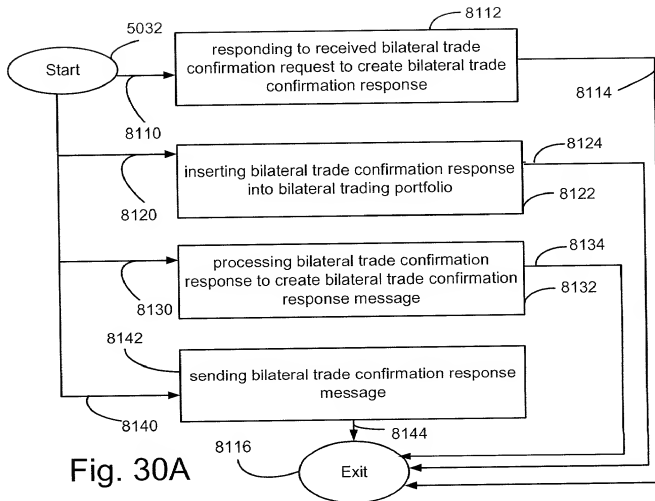 8112
5032
Start
responding to received bilateral trade
confirmation request to create bilateral trade
confirmation response
8114
8110
inserting bilateral trade confirmation response
into bilateral trading portfolio
8124
8120
8122
processing bilateral trade confirmation
response to create bilateral trade confirmation
response message
8134
8130
8132
8142
sending bilateral trade confirmation response
message
8140
8144
8116
Exit
Fig. 30A